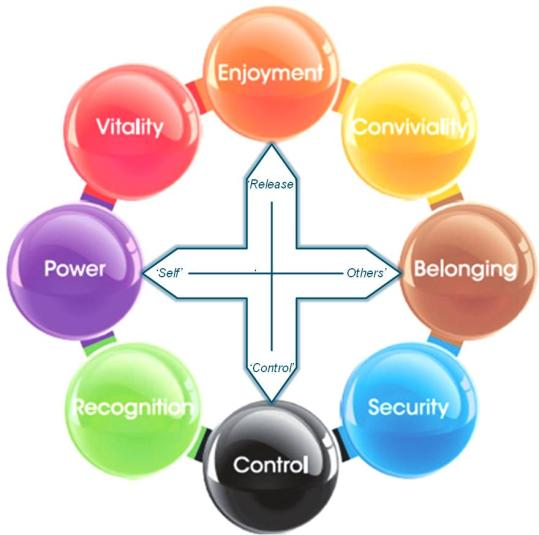 Enjoyment
Vitality
Conviviality
‘Release
Power
‘Self’
Others’
Belonging
‘Control’
Recognition
Security
Control